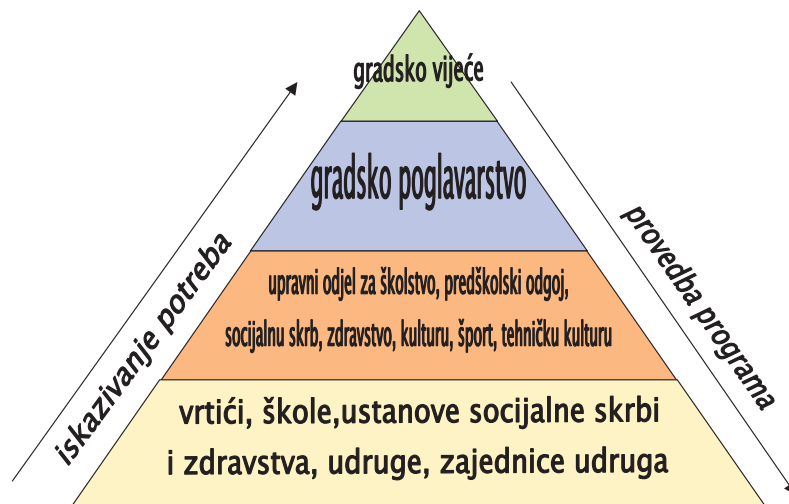 gradsko vijeće
gradsko poglavarstvo
upravni odjel za školstvo, predškolski odgoj,
socijalnu skrb, zdravstvo, kulturu, šport, tehničku kulturu
vrtići, škole,ustanove socijalne skrbi
i zdravstva, udruge, zajednice udruga
iskazivanje potreba
provedba programa